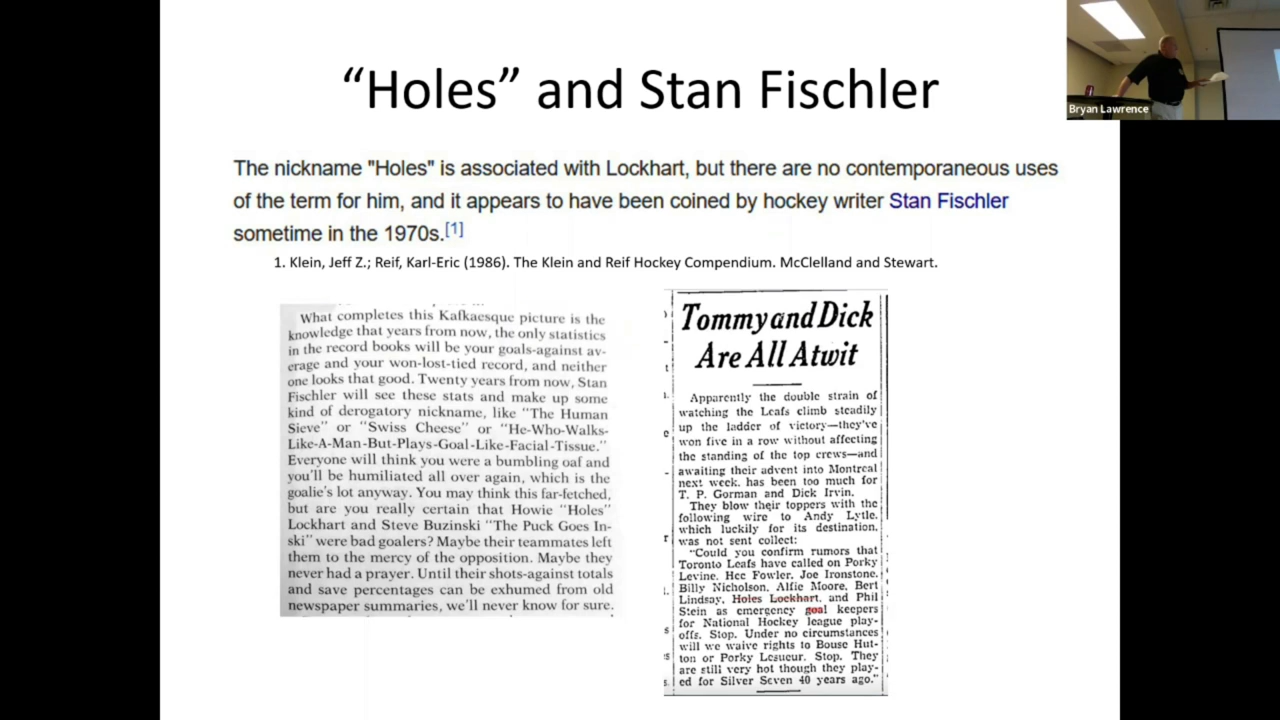 “Holes” and Stan Fischler
Bryan Lawrence
The nickname "Holes" is associated with Lockhart, but there are no contemporaneous uses
of the term for him, and it appears to have been coined by hockey writer Stan Fischler
sometime in the 1970s.[1]
1. Klein, Jeff Z.; Reif, Karl-Eric (1986). The Klein and Reif Hockey Compendium. McClelland and Stewart.
What completes this Kafkaesque picture is the
knowledge that years from now, the only statistics
in the record books will be your goals-against av-
erage and your won-lost-tied record, and neither
one looks that good. Twenty years from now, Stan
Fischler will see these stats and make up some
kind of derogatory nickname, like "The Human
Sieve" or "Swiss Cheese" or "He-Who-Walks-
Like-A-Man-But-Plays-Goal-Like-Facial-Tissue."
Everyone will think you were a bumbling oaf and
you'll be humiliated all over again, which is the
goalie's lot anyway. You may think this far-fetched,
but are you really certain that Howie "Holes"
Lockhart and Steve Buzinski "The Puck Goes In-
ski" were bad goalers? Maybe their teammates left
them to the mercy of the opposition. Maybe they
never had a prayer. Until their shots-against totals
and save percentages can be exhumed from old
newspaper summaries, we'll never know for sure.
Tommy and Dick
Are All Atwit
Apparently the double strain of
watching the Leafs climb steadily
up the ladder of victory—they've
won five in a row without affecting
the standing of the top crews—and
awaiting their advent into Montreal
next week. has been too much for
T. P. Gorman and Dick Irvin.
They blow their toppers with the
following wire to Andy Lytle.
which luckily for its destination.
was not sent collect:
"Could you confirm rumors that
Toronto Leafs have called on Porky
Levine. Hec Fowler. Joe Ironstone.
Billy Nicholson. Alfie Moore. Bert
Lindsay, Holes Lockhart, and Phil
Stein as emergency goal keepers
for National Hockey league play-
offs. Stop. Under no circumstances
will we waive rights to Bouse Hut-
ton or Porky Lesueur. Stop. They
are still very hot though they play-
ed for Silver Seven 40 years ago."